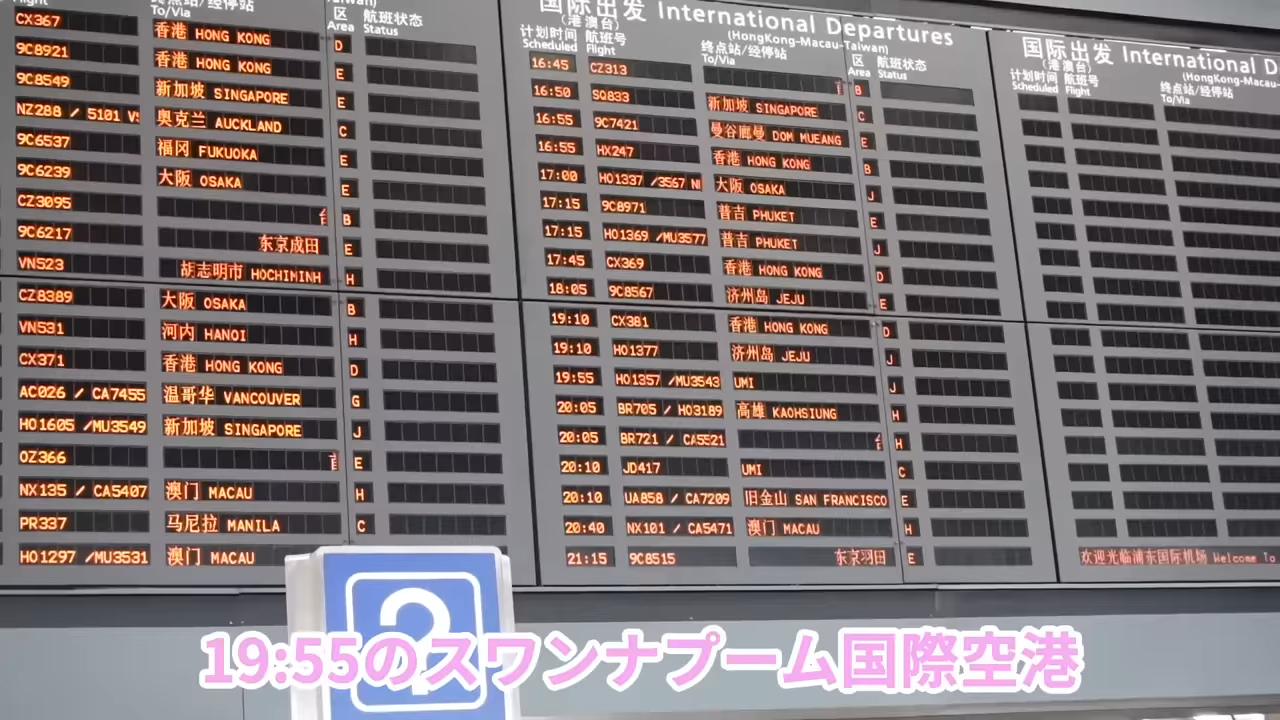 Flight 终点站/经停站 To/Via 区 Area 航班状态 Status
CX367 香港 HONG KONG D
9C8921 香港 HONG KONG E
9C8549 新加坡 SINGAPORE E
NZ288 / 5101 奥克兰 AUCKLAND C
9C6537 福冈 FUKUOKA E
9C6239 大阪 OSAKA E
CZ3095 B
9C6217 东京成田 E
VN523 胡志明市 HOCHIMINH H
CZ8389 大阪 OSAKA B
VN531 河内 HANOI H
CX371 香港 HONG KONG D
AC026 / CA7455 温哥华 VANCOUVER G
HO1605 /MU3549 新加坡 SINGAPORE J
OZ366 E
NX135 / CA5407 澳门 MACAU H
PR337 马尼拉 MANILA C
HO1297 /MU3531 澳门 MACAU
国际出发 International Departures
(港澳台) (HongKong-Macau-Taiwan)
计划时间 Scheduled 航班号 Flight 终点站/经停站 To/Via 区 Area 航班状态 Status
16:45 CZ313 B
16:50 SQ833 新加坡 SINGAPORE C
16:55 9C7421 曼谷廊曼 DOM MUEANG E
16:55 HX247 香港 HONG KONG B
17:00 HO1337 /3567 大阪 OSAKA J
17:15 9C8971 普吉 PHUKET E
17:15 HO1369 /MU3577 普吉 PHUKET J
17:45 CX369 香港 HONG KONG D
18:05 9C8567 济州岛 JEJU E
19:10 CX381 香港 HONG KONG D
19:10 HO1377 济州岛 JEJU J
19:55 HO1357 /MU3543 UMI J
20:05 BR705 / HO3189 高雄 KAOHSIUNG H
20:05 BR721 / CA5521 H
20:10 JD417 UMI C
20:10 UA858 / CA7209 旧金山 SAN FRANCISCO E
20:40 NX101 / CA5471 澳门 MACAU H
21:15 9C8515 东京羽田 E
国际出发 International
(港澳台) (HongKong-Macau-
计划时间 Scheduled 航班号 Flight 终点站/经停站 To/Via
欢迎光临浦东国际机场 Welcome To
?
19:55のスワンナプーム国際空港